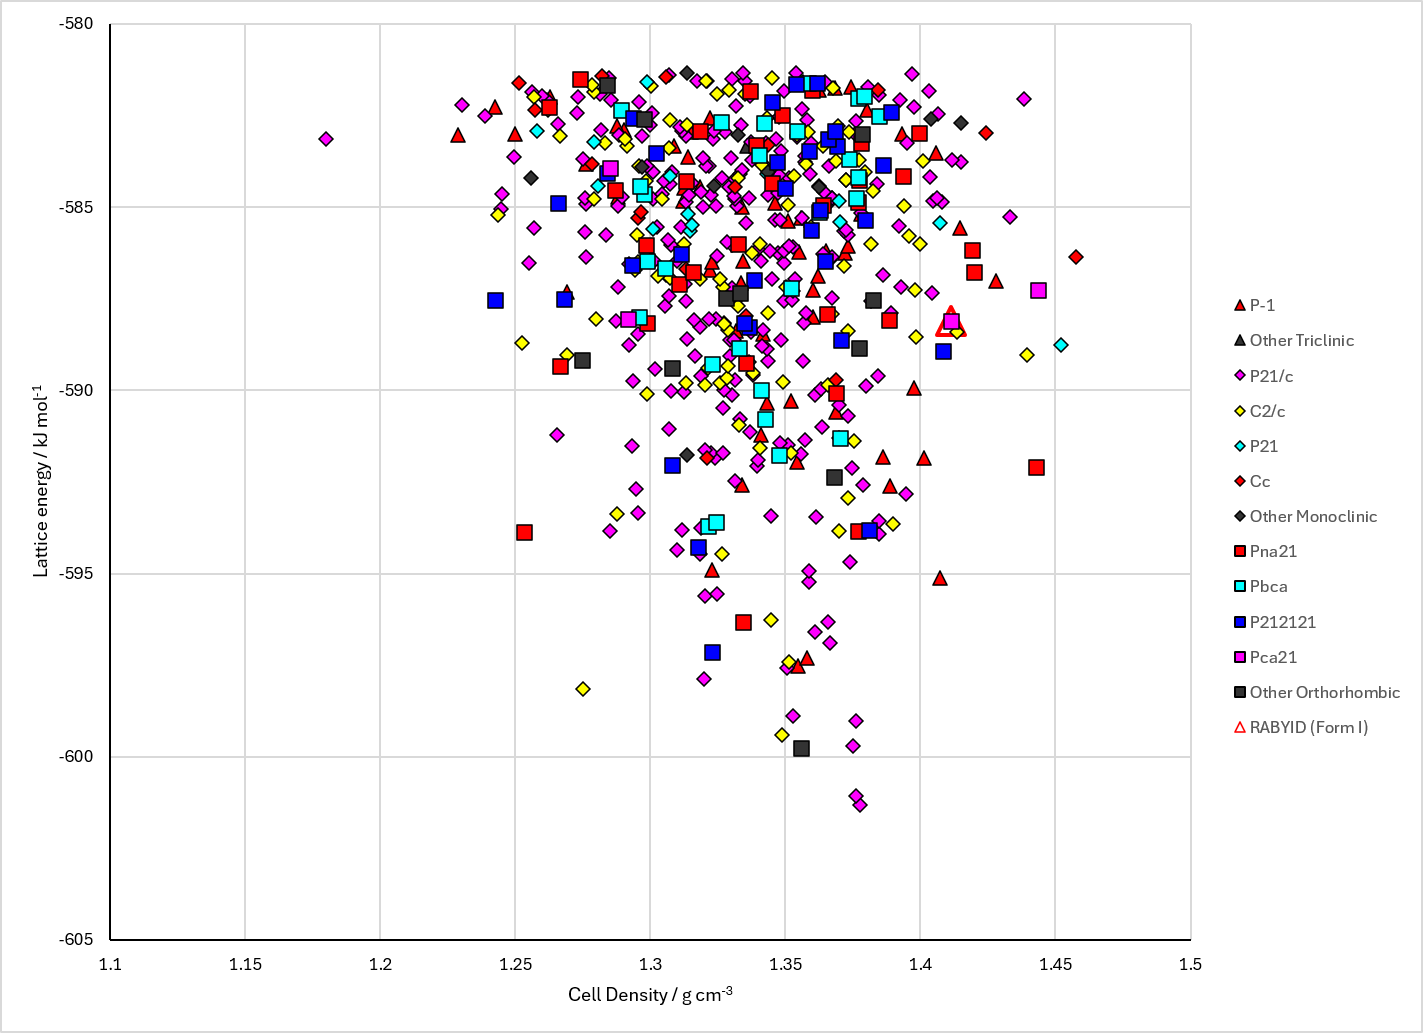 -580
-585
-590
-595
-600
-605
Lattice energy / kJ mol-1
1.1 1.15 1.2 1.25 1.3 1.35 1.4 1.45 1.5
Cell Density / g cm-3
P-1
Other Triclinic
P21/c
C2/c
P21
Cc
Other Monoclinic
Pna21
Pbca
P212121
Pca21
Other Orthorhombic
RABYID (Form I)